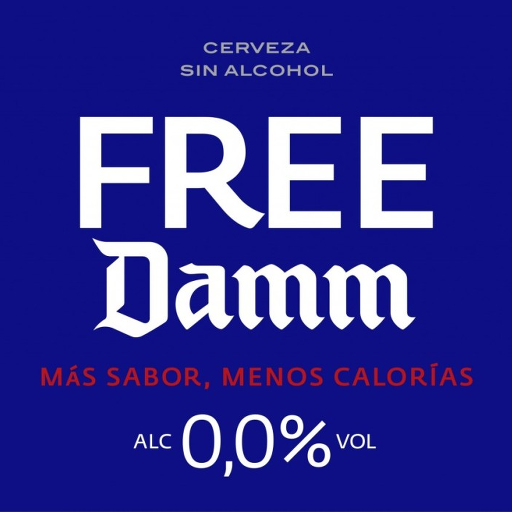 CERVEZA
SIN ALCOHOL
FREE
Damm
MÁS SABOR, MENOS CALORÍAS
ALC 0,0% VOL